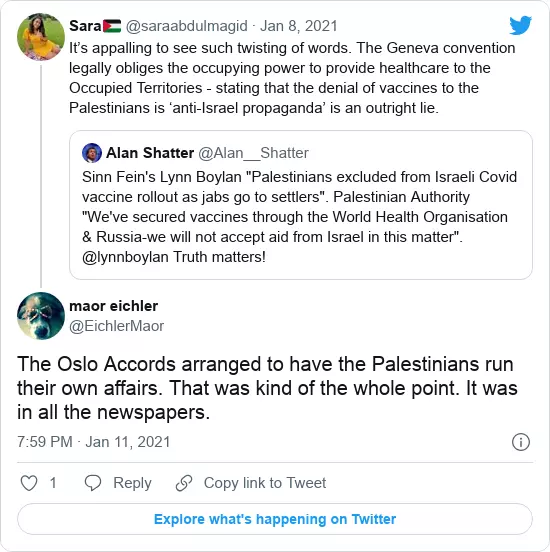 Sara🇵🇸 @saraabdulmagid · Jan 8, 2021
It’s appalling to see such twisting of words. The Geneva convention
legally obliges the occupying power to provide healthcare to the
Occupied Territories - stating that the denial of vaccines to the
Palestinians is ‘anti-Israel propaganda’ is an outright lie.
Alan Shatter @Alan__Shatter
Sinn Fein's Lynn Boylan "Palestinians excluded from Israeli Covid
vaccine rollout as jabs go to settlers". Palestinian Authority
"We've secured vaccines through the World Health Organisation
& Russia-we will not accept aid from Israel in this matter".
@lynnboylan Truth matters!
maor eichler
@EichlerMaor
The Oslo Accords arranged to have the Palestinians run
their own affairs. That was kind of the whole point. It was
in all the newspapers.
7:59 PM · Jan 11, 2021
1 Reply Copy link to Tweet
Explore what's happening on Twitter